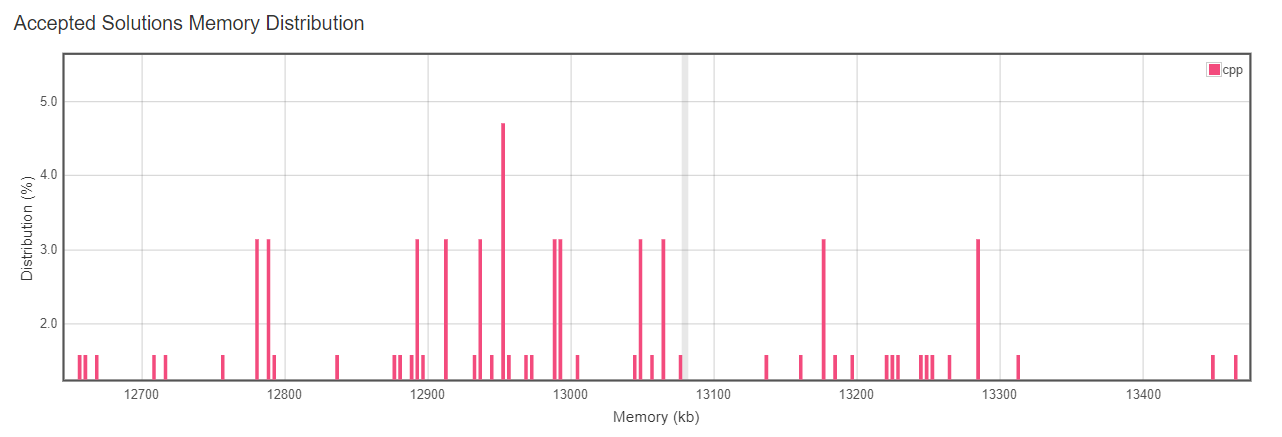 Accepted Solutions Memory Distribution
cpp
5.0
4.0
3.0
2.0
Distribution (%)
12700 12800 12900 13000 13100 13200 13300 13400
Memory (kb)